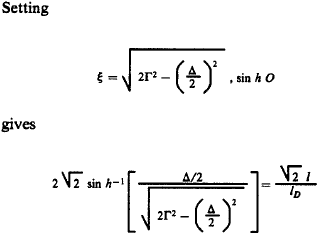 Setting
ξ = √(2Γ² − (Δ/2)²) , sin h O
gives
2 √2 sin h⁻¹ [ (Δ/2) / √(2Γ² − (Δ/2)²) ] = (√2 l) / l_D